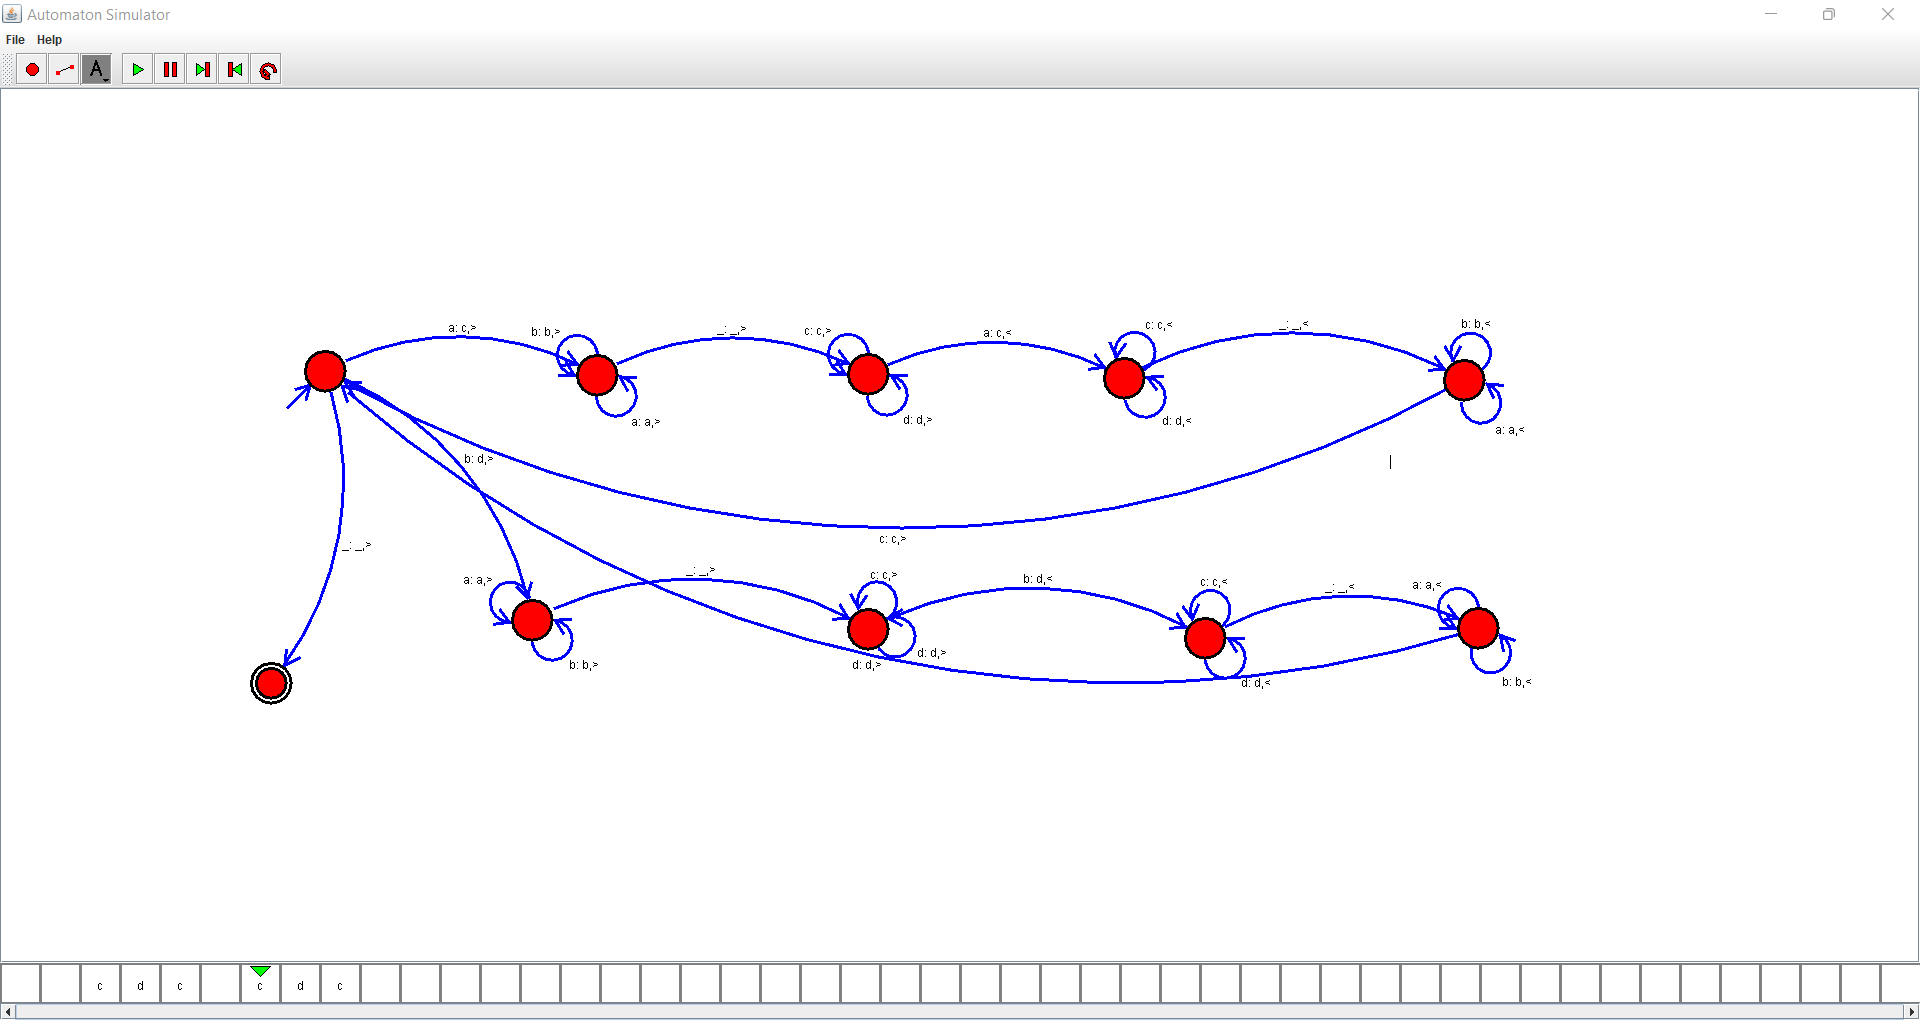 Automaton Simulator
File Help
A
a: c,> b: b,> _: _,> c: c,> a: c,< c: c,< _: _,< b: b,<
a: a,> d: d,> d: d,< a: a,<
b: d,>
c: c,>
_: _,>
a: a,> _: _,> c: c,> b: d,< c: c,< _: _,< a: a,<
b: b,> d: d,> d: d,> d: d,< b: b,<
c d c c d c